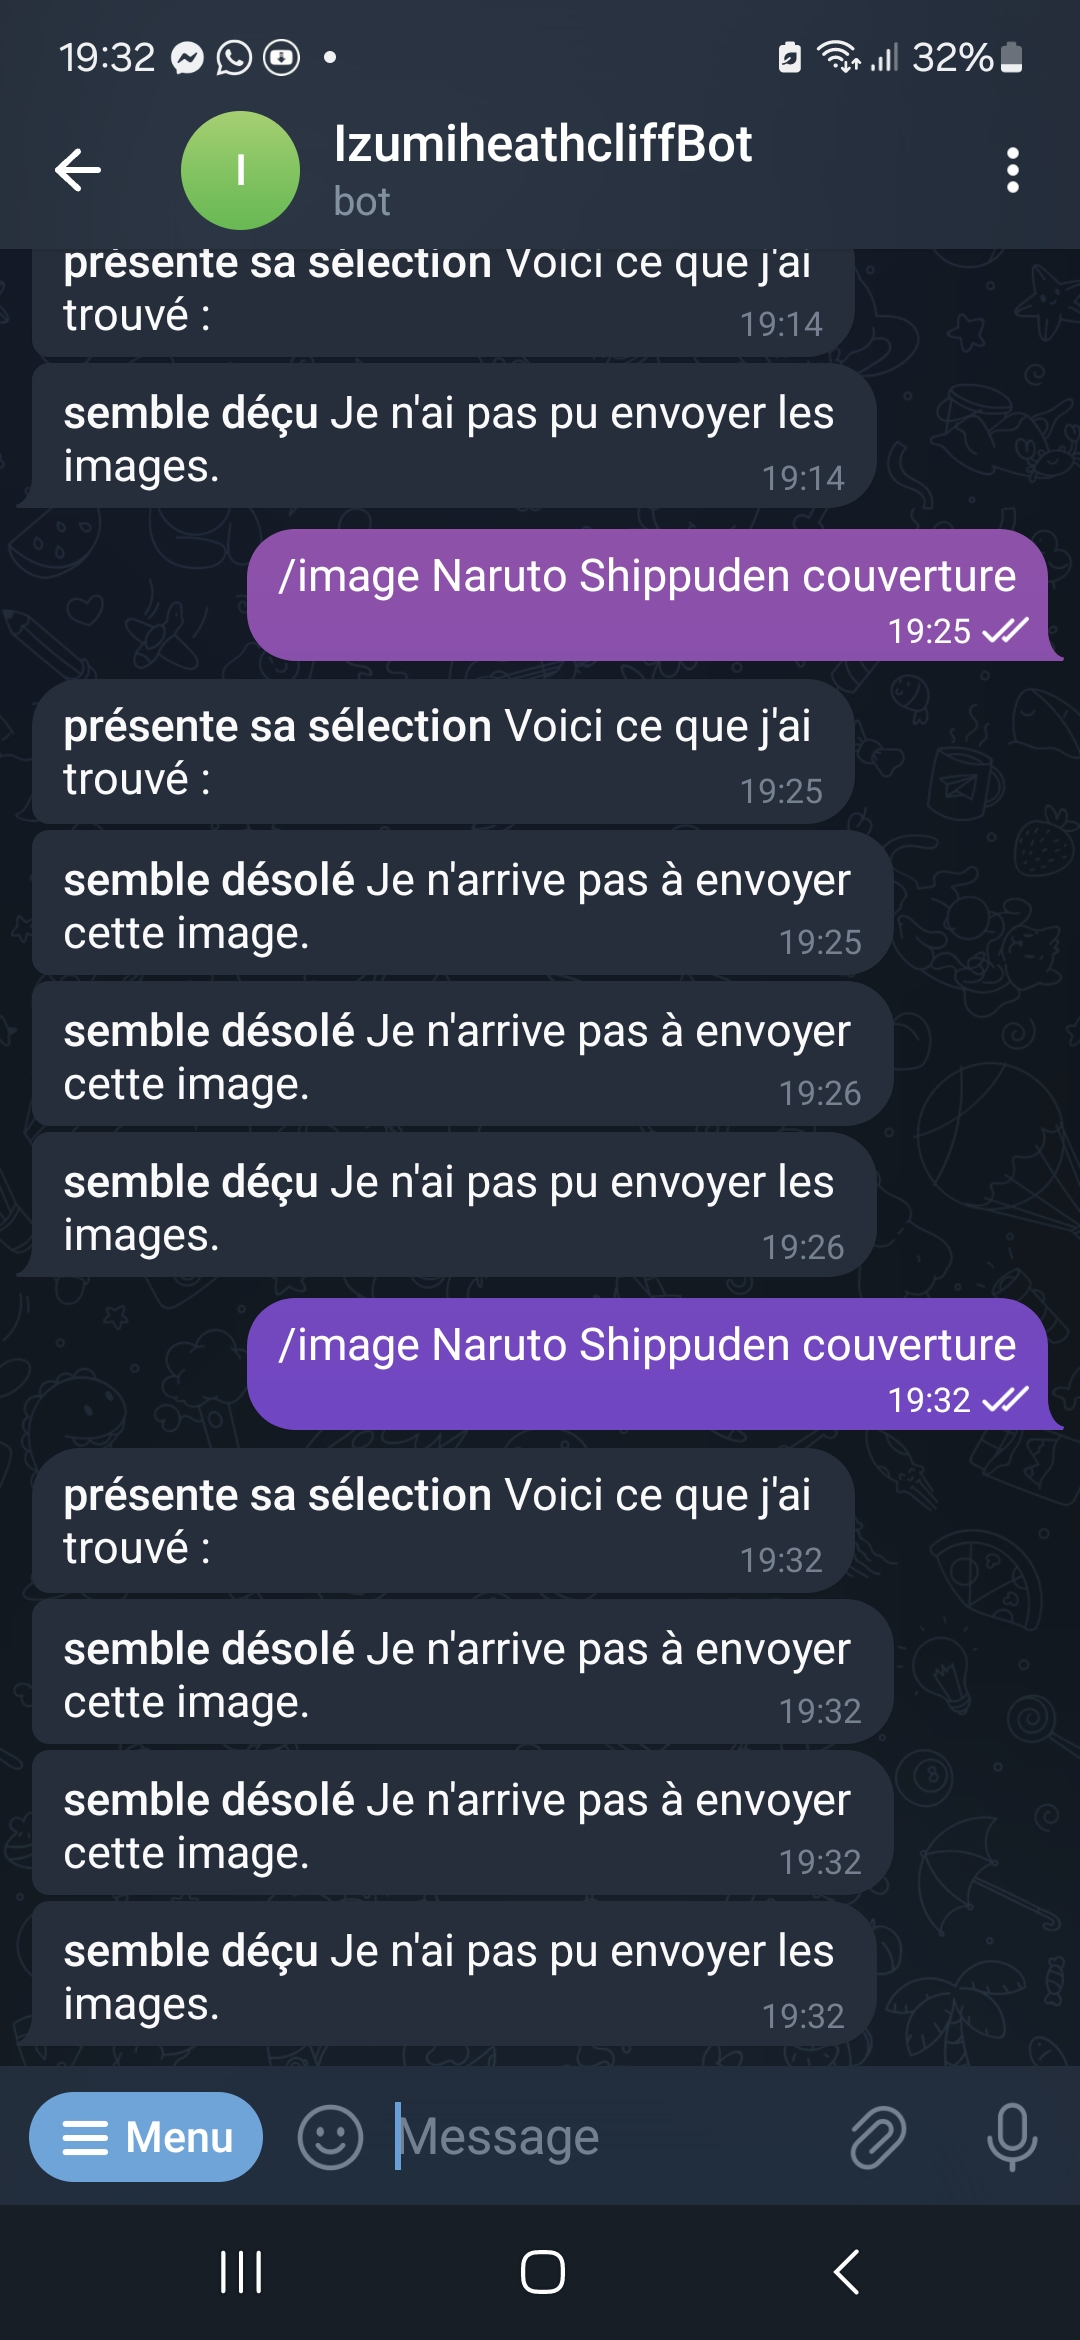 19:32
32%
I
IzumiheathcliffBot
bot
présente sa sélection Voici ce que j'ai
trouvé :
19:14
semble déçu Je n'ai pas pu envoyer les
images.
19:14
/image Naruto Shippuden couverture
19:25
présente sa sélection Voici ce que j'ai
trouvé :
19:25
semble désolé Je n'arrive pas à envoyer
cette image.
19:25
semble désolé Je n'arrive pas à envoyer
cette image.
19:26
semble déçu Je n'ai pas pu envoyer les
images.
19:26
/image Naruto Shippuden couverture
19:32
présente sa sélection Voici ce que j'ai
trouvé :
19:32
semble désolé Je n'arrive pas à envoyer
cette image.
19:32
semble désolé Je n'arrive pas à envoyer
cette image.
19:32
semble déçu Je n'ai pas pu envoyer les
images.
19:32
Menu
Message